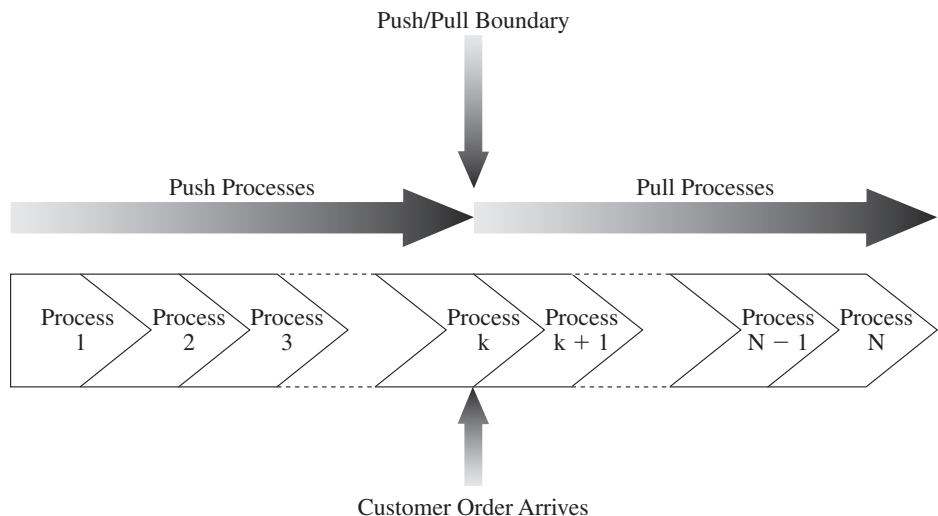 Push/Pull Boundary
Push Processes
Pull Processes
Process
1
Process
2
Process
3
Process
k
Process
k + 1
Process
N − 1
Process
N
Customer Order Arrives